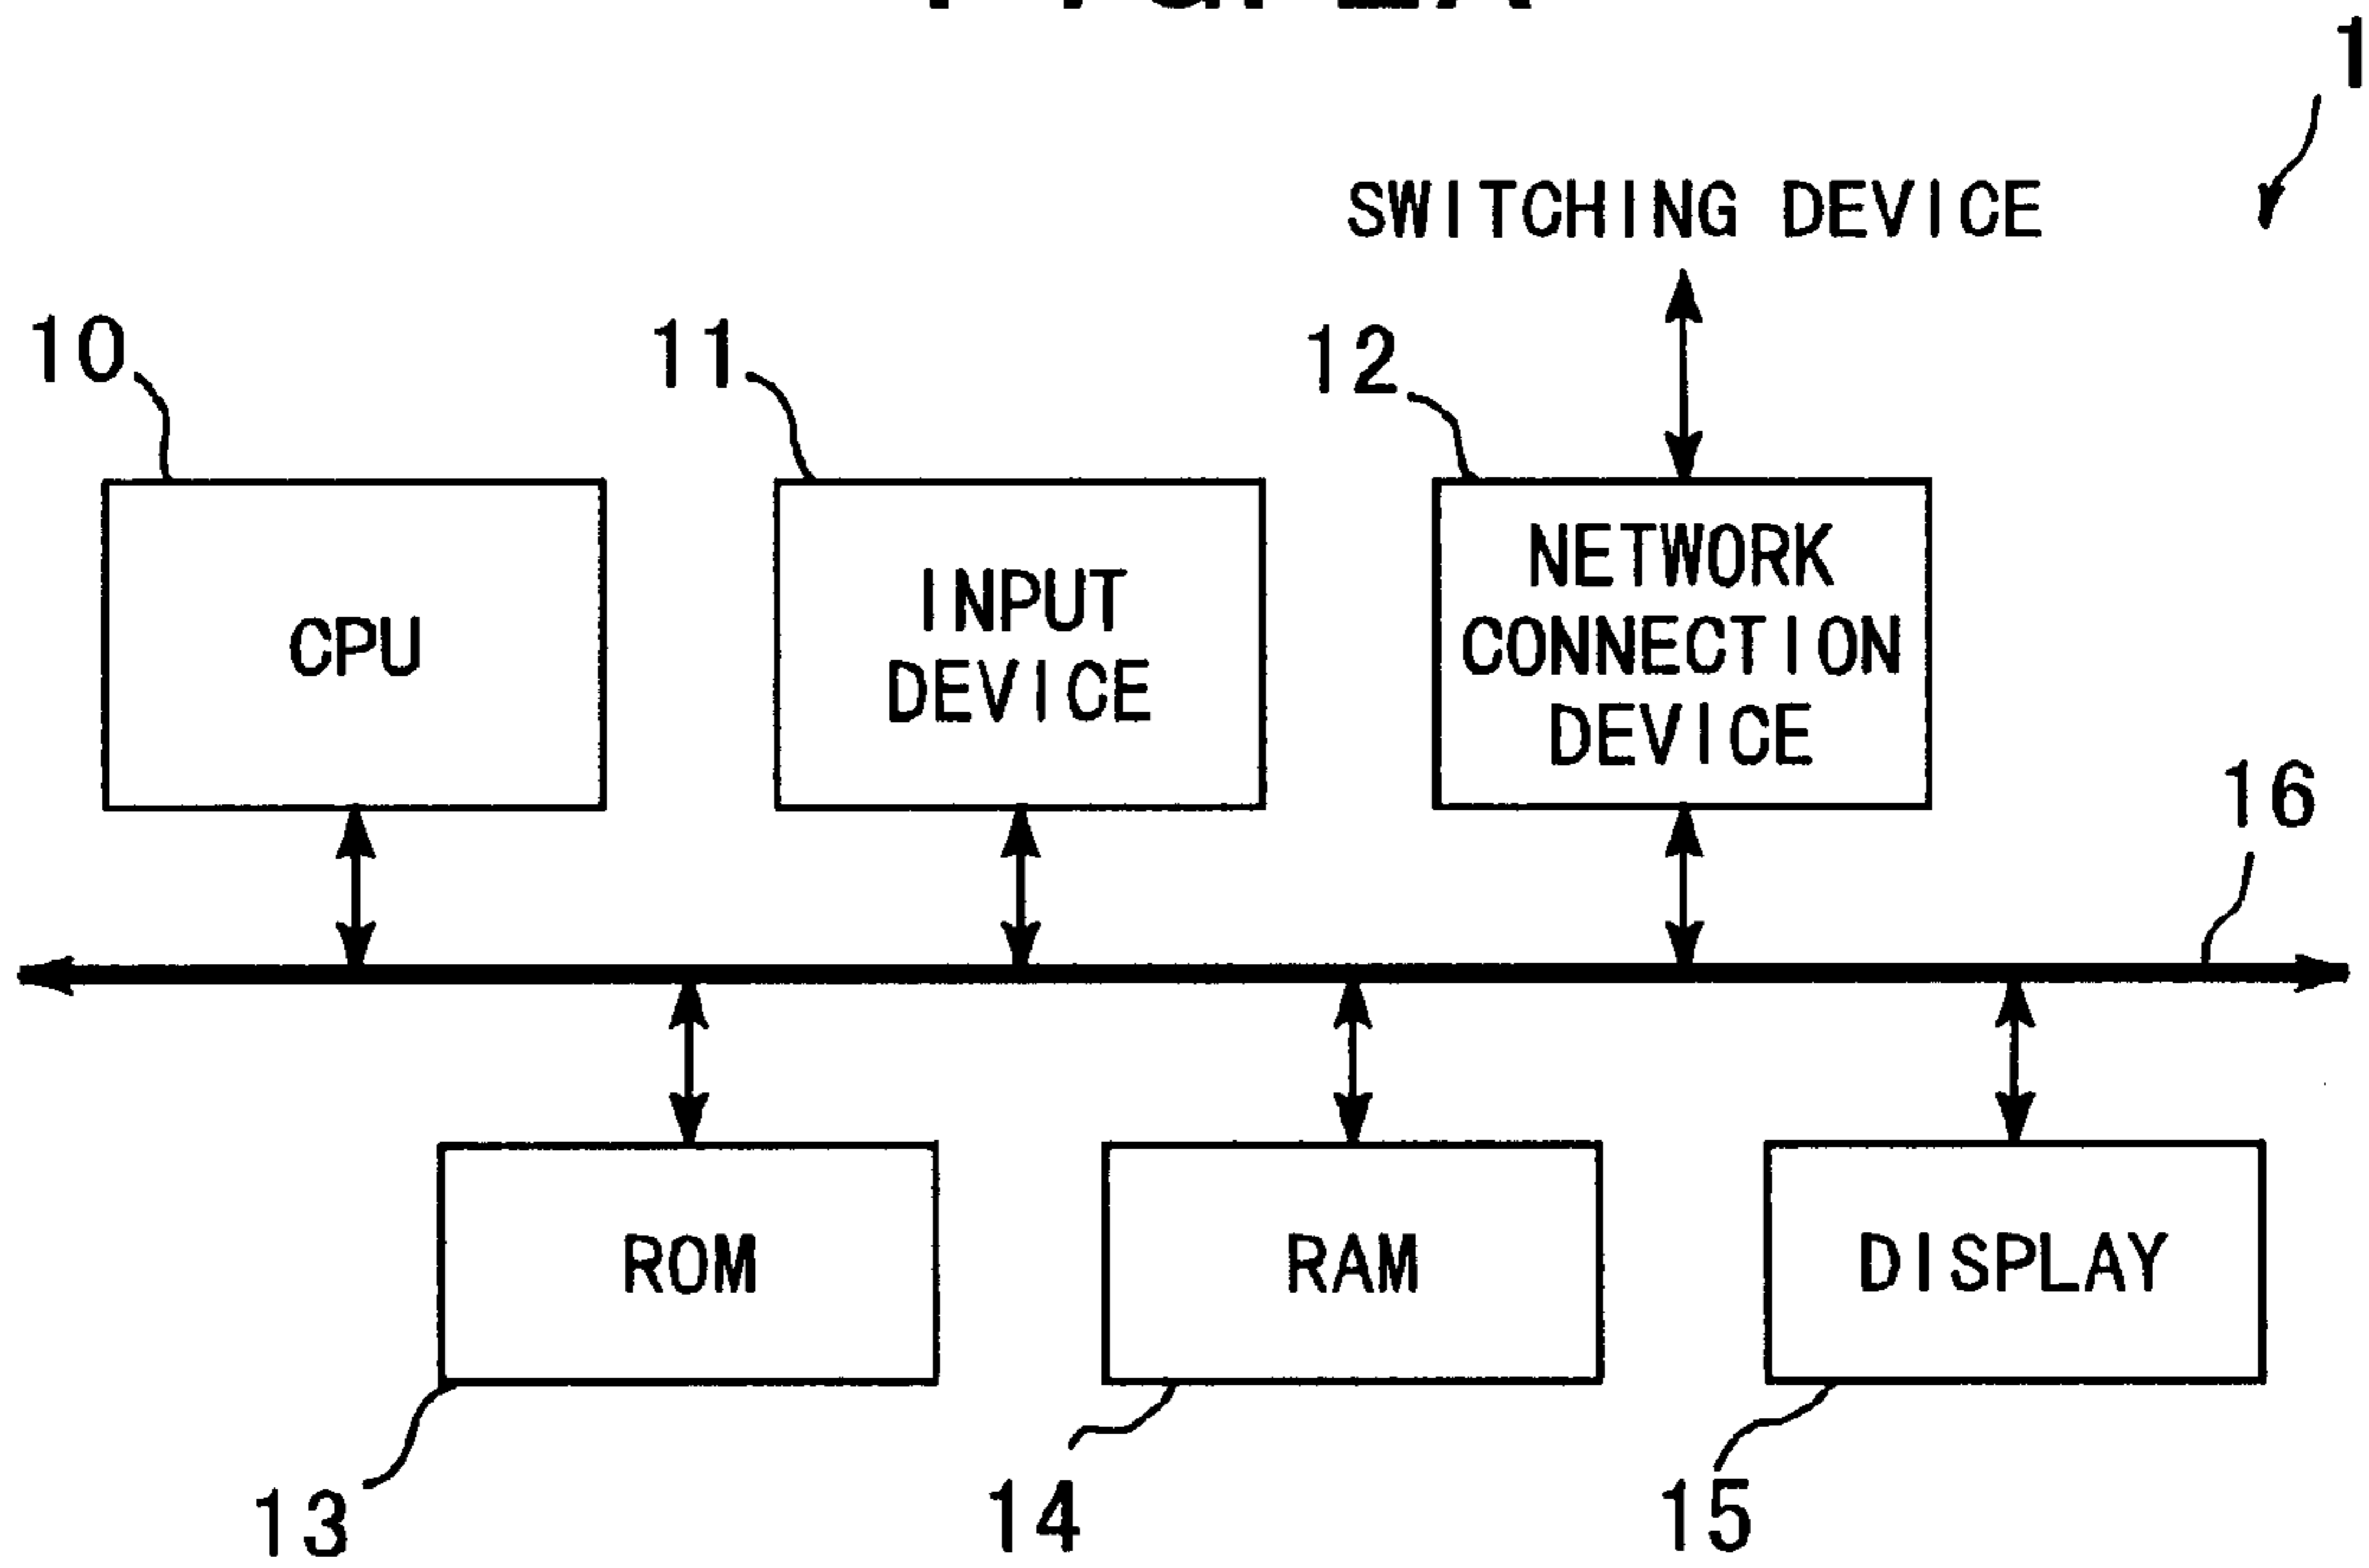 1
SWITCHING DEVICE
10
11
12
CPU
INPUT
DEVICE
NETWORK
CONNECTION
DEVICE
16
ROM
RAM
DISPLAY
13
14
15